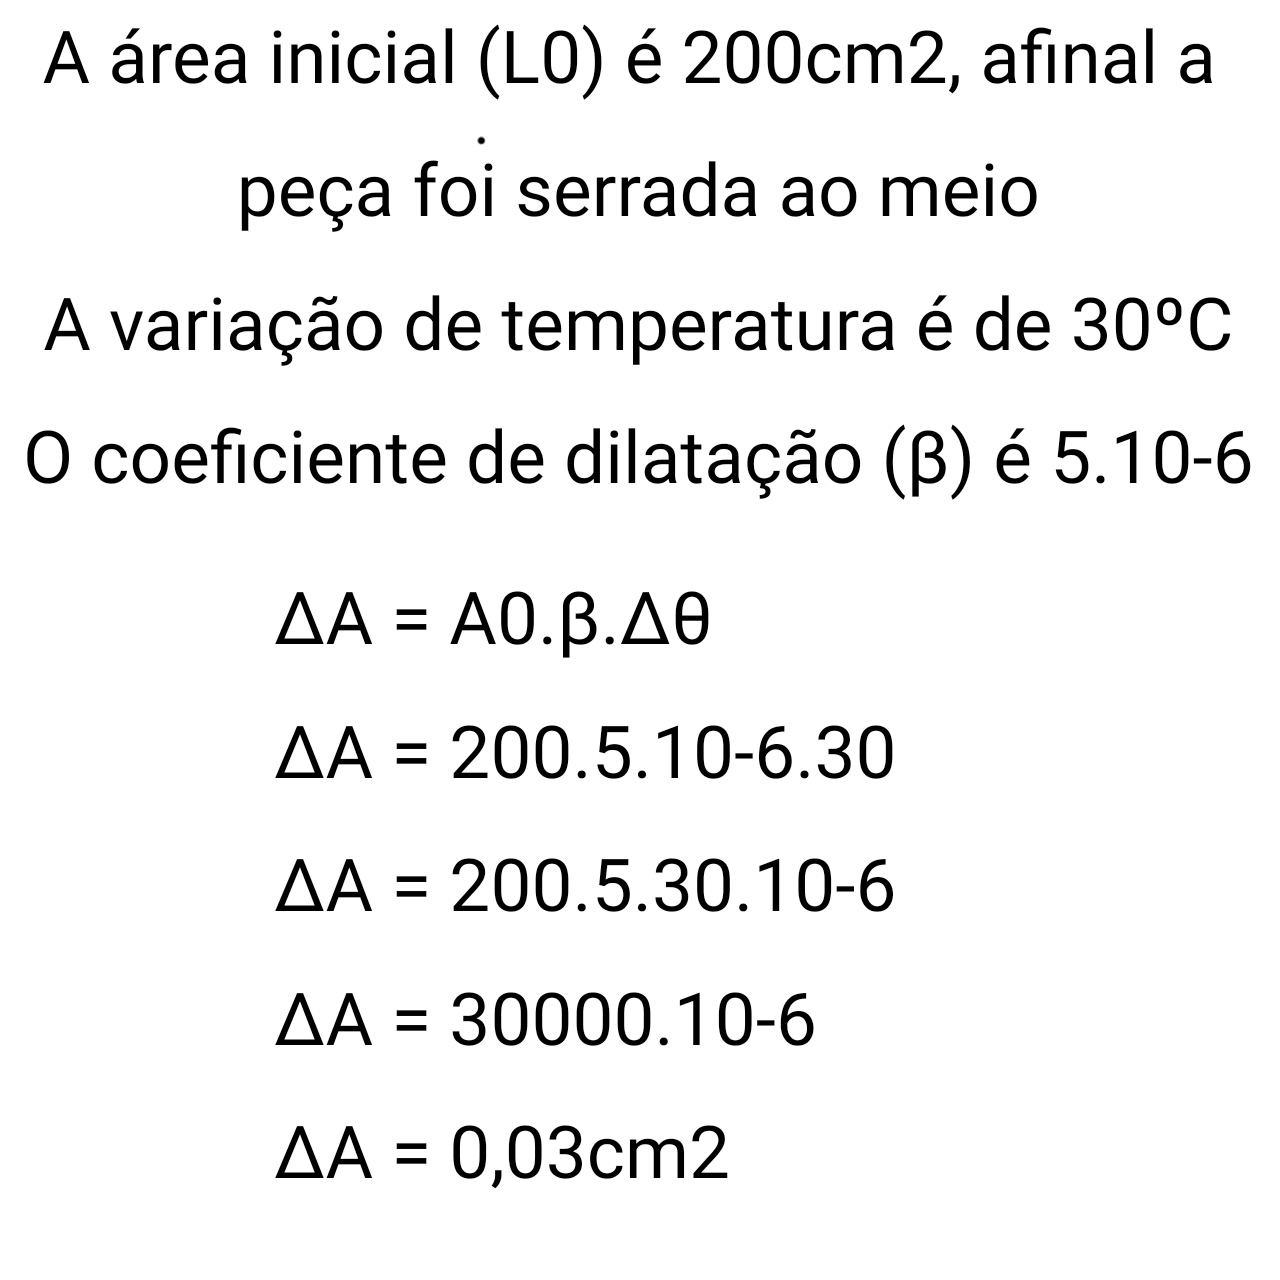 A área inicial (L0) é 200cm2, afinal a
peça foi serrada ao meio
A variação de temperatura é de 30ºC
O coeficiente de dilatação (β) é 5.10-6
ΔA = A0.β.Δθ
ΔA = 200.5.10-6.30
ΔA = 200.5.30.10-6
ΔA = 30000.10-6
ΔA = 0,03cm2